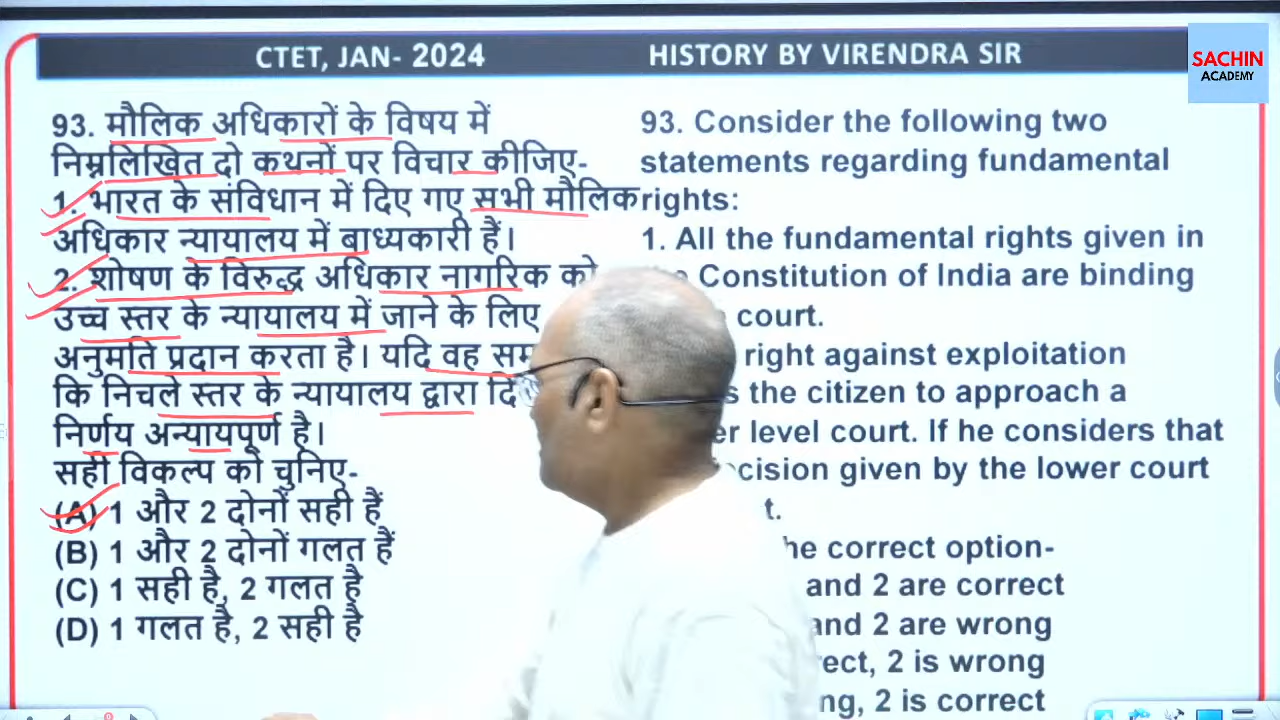 CTET, JAN- 2024
HISTORY BY VIRENDRA SIR
SACHIN
ACADEMY
93. मौलिक अधिकारों के विषय में
निम्नलिखित दो कथनों पर विचार कीजिए-
1. भारत के संविधान में दिए गए सभी मौलिक
अधिकार न्यायालय में बाध्यकारी हैं।
2. शोषण के विरुद्ध अधिकार नागरिक को
उच्च स्तर के न्यायालय में जाने के लिए
अनुमति प्रदान करता है। यदि वह
कि निचले स्तर के न्यायालय द्वारा
निर्णय अन्यायपूर्ण है।
सही विकल्प को चुनिए-
(A) 1 और 2 दोनों सही हैं
(B) 1 और 2 दोनों गलत हैं
(C) 1 सही है, 2 गलत है
(D) 1 गलत है, 2 सही है
93. Consider the following two
statements regarding fundamental
rights:
1. All the fundamental rights given in
Constitution of India are binding
court.
right against exploitation
the citizen to approach a
level court. If he considers that
given by the lower court
correct option-
and 2 are correct
and 2 are wrong
2 is wrong
2 is correct